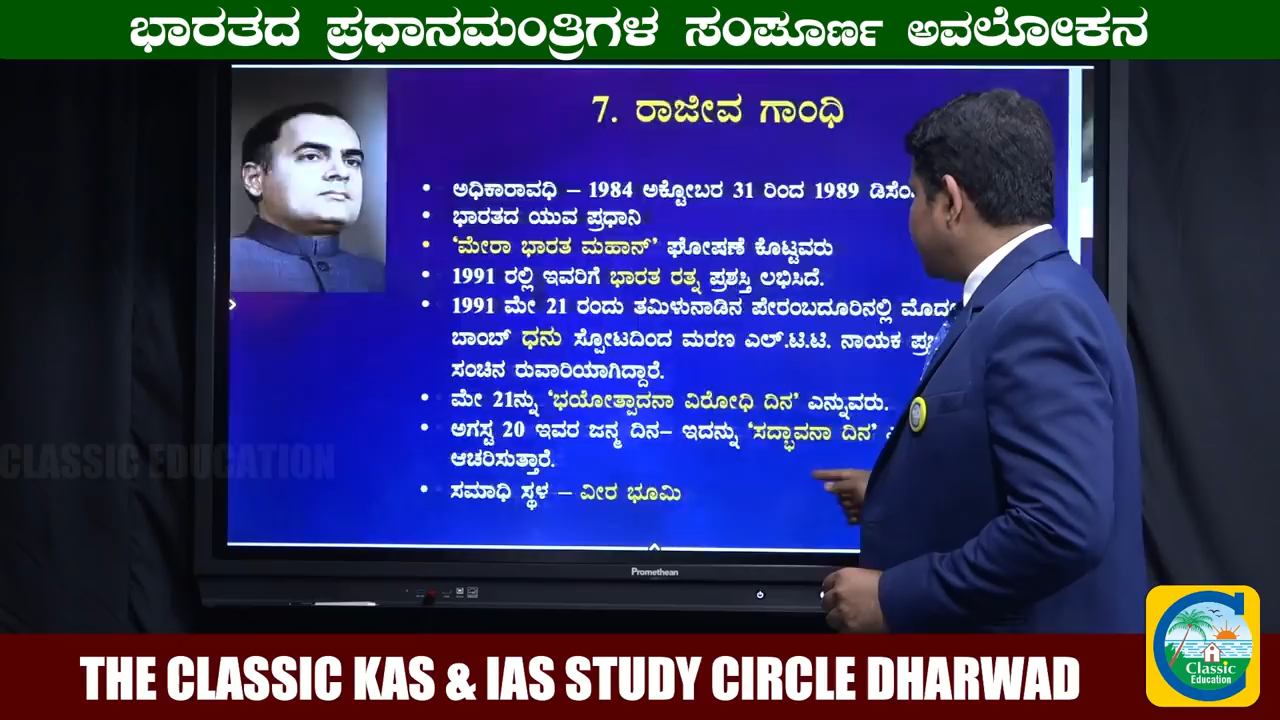 ಭಾರತದ ಪ್ರಧಾನಮಂತ್ರಿಗಳ ಸಂಪೂರ್ಣ ಅವಲೋಕನ
7. ರಾಜೀವ ಗಾಂಧಿ
• ಅಧಿಕಾರಾವಧಿ – 1984 ಅಕ್ಟೋಬರ 31 ರಿಂದ 1989
• ಭಾರತದ ಯುವ ಪ್ರಧಾನಿ
• ‘ಮೇರಾ ಭಾರತ ಮಹಾನ್’ ಘೋಷಣೆ ಕೊಟ್ಟವರು
• 1991 ರಲ್ಲಿ ಇವರಿಗೆ ಭಾರತ ರತ್ನ ಪ್ರಶಸ್ತಿ ಲಭಿಸಿದೆ.
• 1991 ಮೇ 21 ರಂದು ತಮಿಳುನಾಡಿನ ಪೇರಂಬದೂರಿನಲ್ಲಿ
ಬಾಂಬ್ ಧನು ಸ್ಪೋಟದಿಂದ ಮರಣ ಎಲ್.ಟಿ.ಟಿ. ನಾಯಕ
ಸಂಚಿನ ರುವಾರಿಯಾಗಿದ್ದಾರೆ.
• ಮೇ 21ನ್ನು ‘ಭಯೋತ್ಪಾದನಾ ವಿರೋಧಿ ದಿನ’ ಎನ್ನುವರು.
• ಅಗಸ್ಟ 20 ಇವರ ಜನ್ಮ ದಿನ– ಇದನ್ನು ‘ಸದ್ಭಾವನಾ ದಿನ’
ಆಚರಿಸುತ್ತಾರೆ.
• ಸಮಾಧಿ ಸ್ಥಳ – ವೀರ ಭೂಮಿ
CLASSIC EDUCATION
Promethean
THE CLASSIC KAS & IAS STUDY CIRCLE DHARWAD
Classic
Education